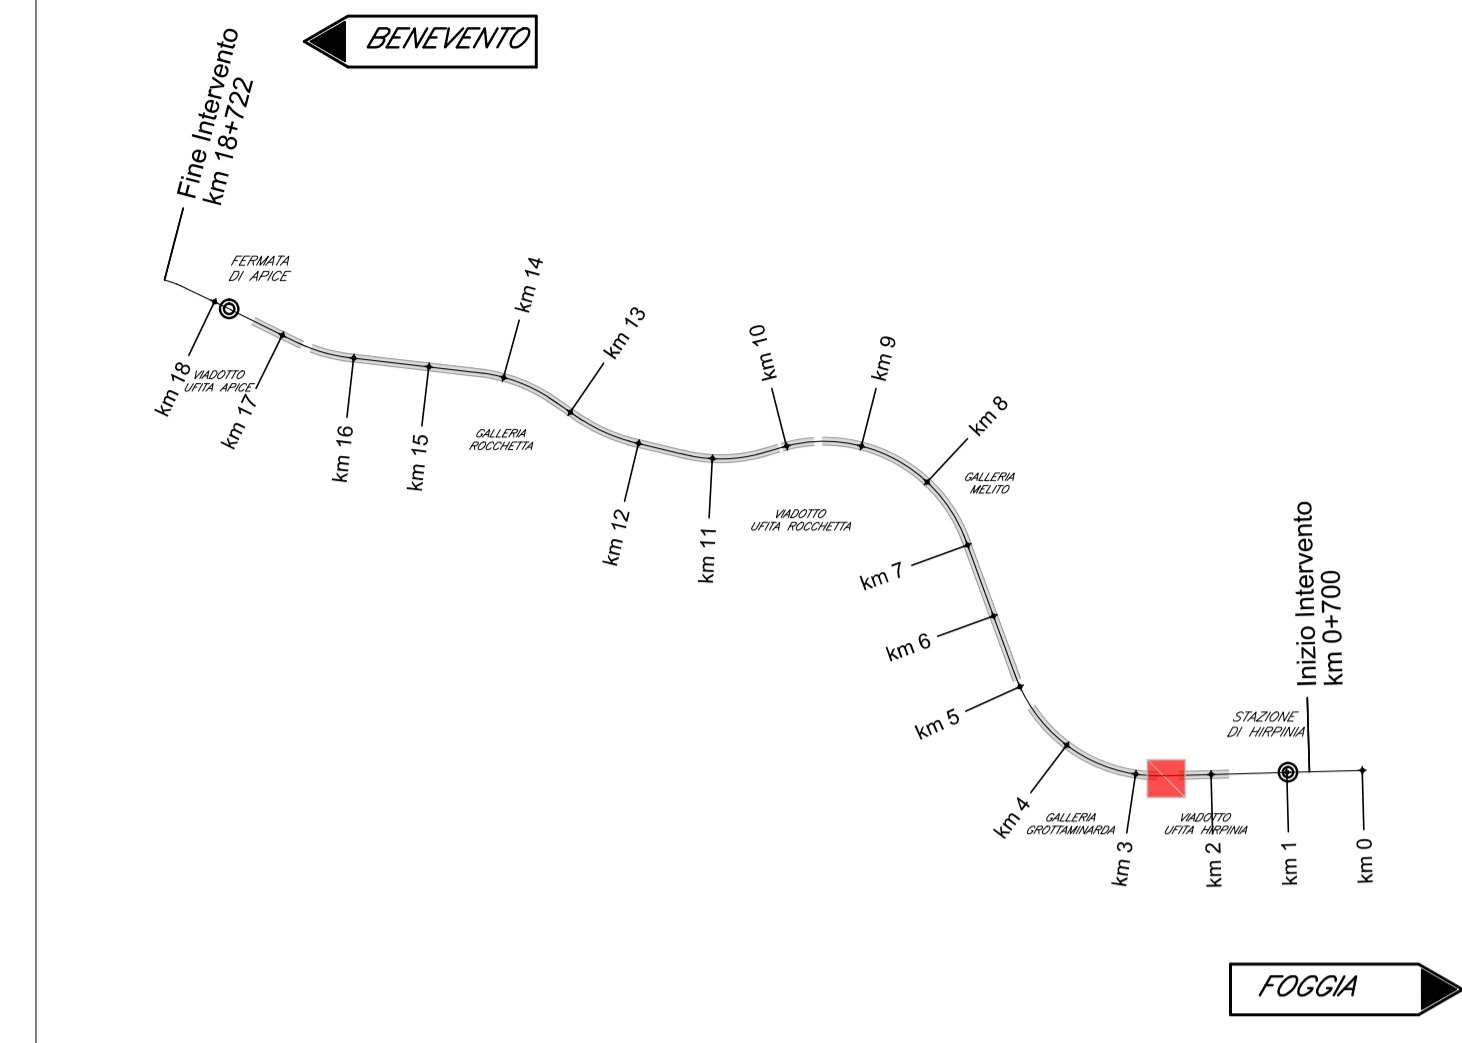 BENEVENTO
Fine Intervento
km 18+722
FERMATA
DI APICE
km 18
VIADOTTO
UFITA APICE
km 17
km 16
km 15
km 14
GALLERIA
ROCCHETTA
km 13
km 12
km 11
km 10
VIADOTTO
UFITA ROCCHETTA
km 9
km 8
GALLERIA
MELITO
km 7
km 6
km 5
km 4
GALLERIA
GROTTAMINARDA
km 3
VIADOTTO
UFITA HIRPINIA
km 2
STAZIONE
DI HIRPINIA
km 1
Inizio Intervento
km 0+700
km 0
FOGGIA